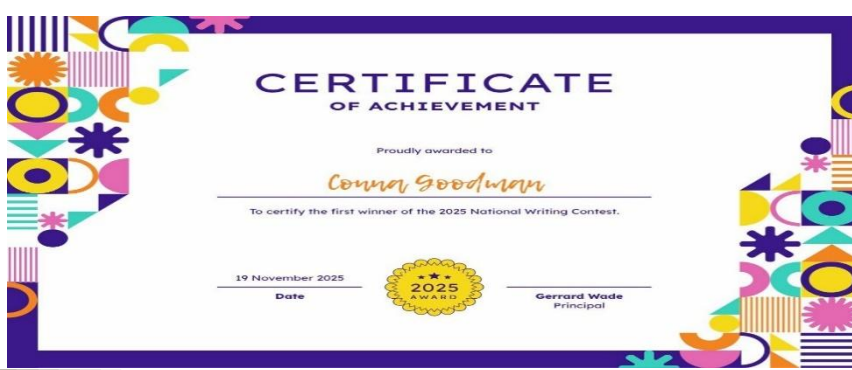 CERTIFICATE
OF ACHIEVEMENT
Proudly awarded to
Conna Goodman
To certify the first winner of the 2025 National Writing Contest.
19 November 2025
Date
2025
AWARD
Gerrard Wade
Principal